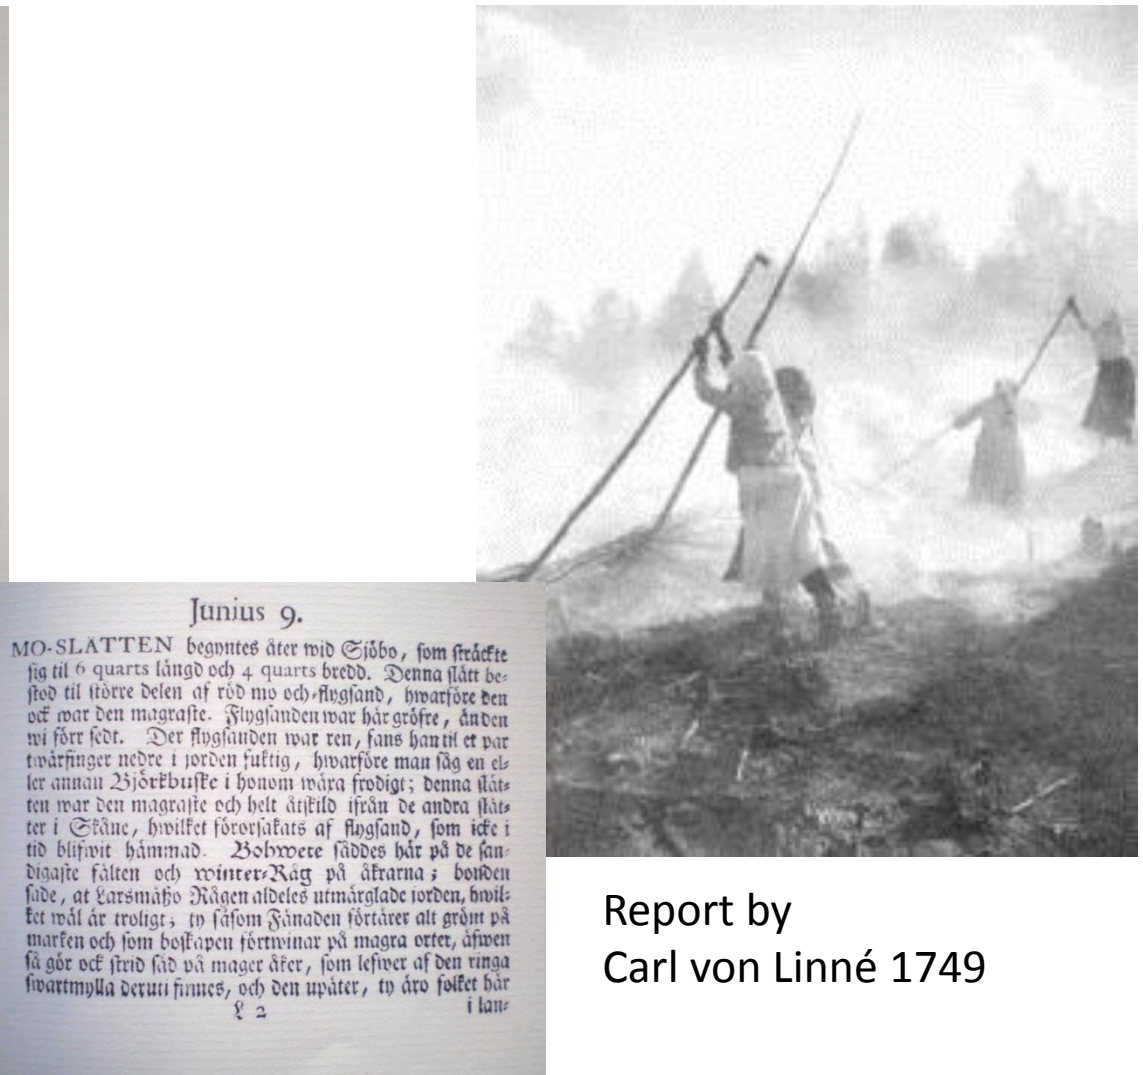 Junius 9.
MO-SLÄTTEN begyntes åter wid Sjöbo, som sträckte
sig til 6 quarts längd och 4 quarts bredd. Denna slätt be-
stod til större delen af röd mo och flygsand, hwarföre den
ock war den magraste. Flygsanden war här gröfre, än den
wi förr sedt. Der flygsanden war ren, fans han til et par
twärfinger nedre i jorden fuktig, hwarföre man såg en el-
ler annan Björkbuske i honom wäxa frodigt; denna slät-
ten war den magraste och helt åtskild ifrån de andra slät-
ter i Skåne, hwilket förorsakats af flygsand, som icke i
tid blifwit hämmad. Bohwete såddes här på de san-
digaste fälten och winter-Råg på åkrarna; bonden
sade, at Larsmässo Rågen aldeles utmärglade jorden, hwil-
ket wäl är troligt; ty såsom Fänaden förtärer alt grönt på
marken och som boskapen förtwinar på magra orter, äfwen
så gör ock strid säd på mager åker, som lefwer af den ringa
swartmylla deruti finnes, och den upäter, ty äro folket här
L 2 i lan-
Report by
Carl von Linné 1749